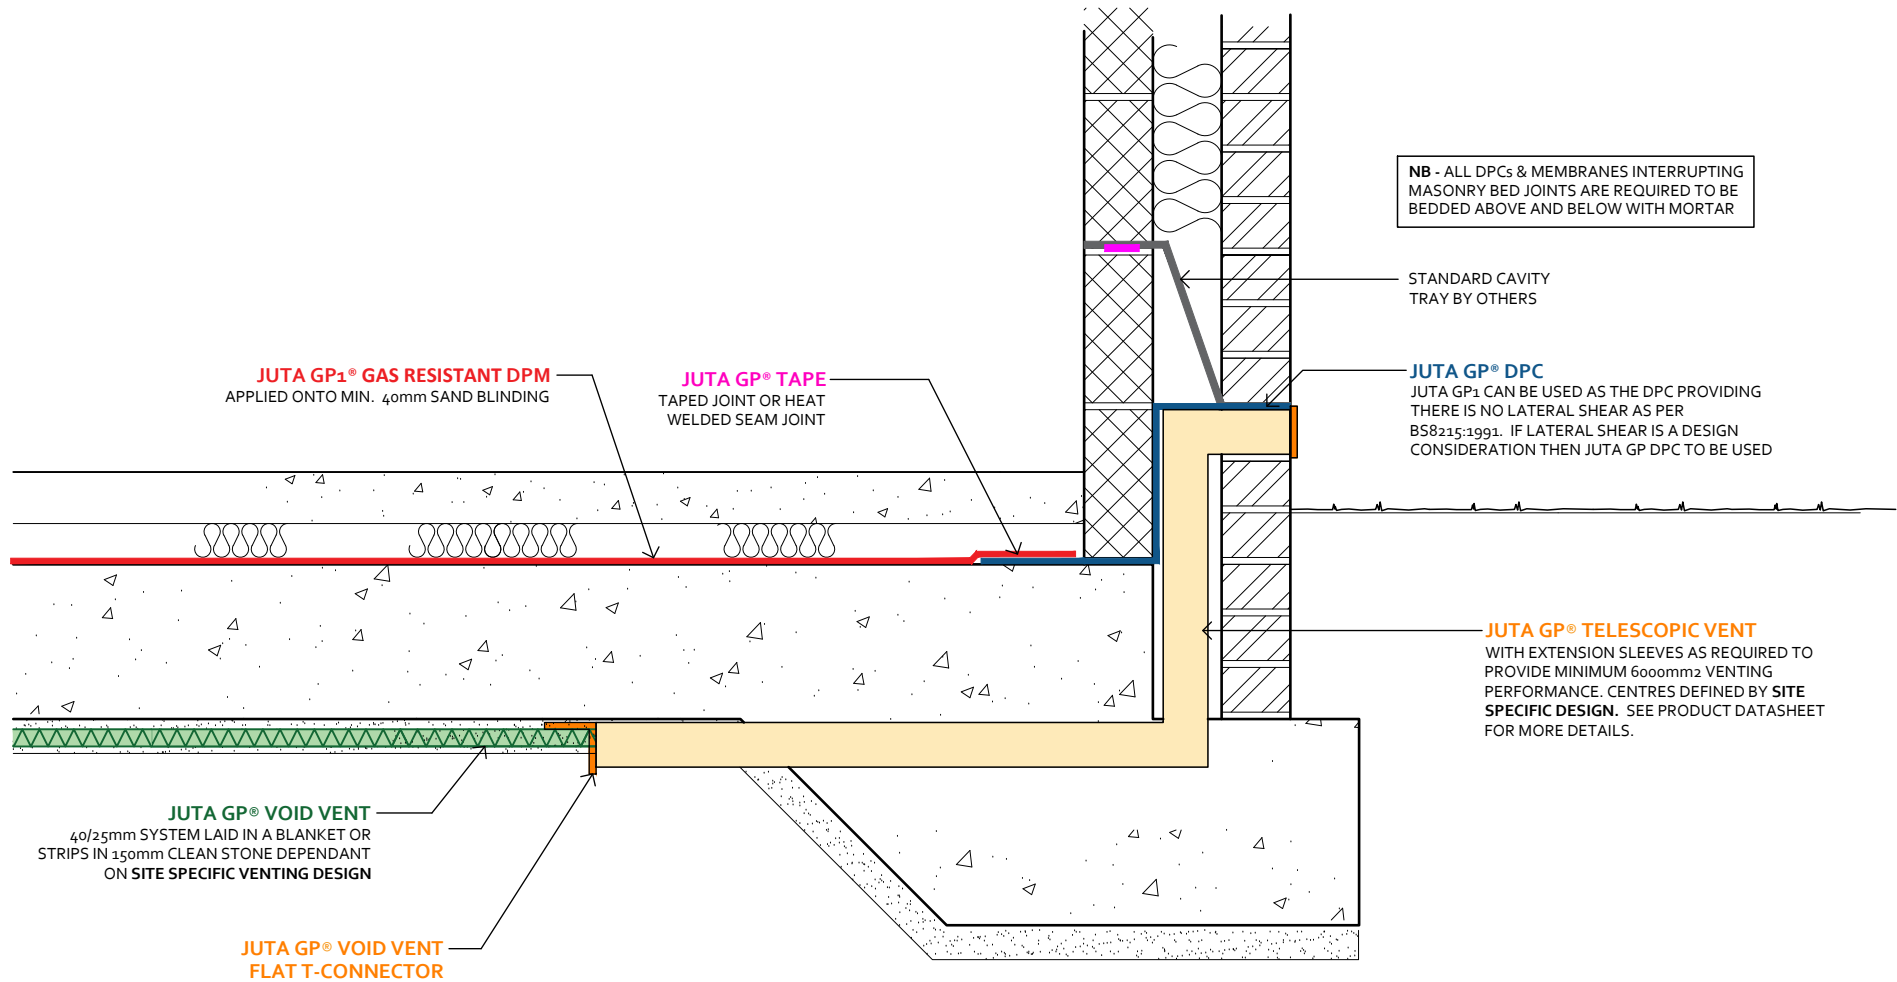 NB - ALL DPCs & MEMBRANES INTERRUPTING
MASONRY BED JOINTS ARE REQUIRED TO BE
BEDDED ABOVE AND BELOW WITH MORTAR
STANDARD CAVITY
TRAY BY OTHERS
JUTA GP1® GAS RESISTANT DPM
APPLIED ONTO MIN. 40mm SAND BLINDING
JUTA GP® TAPE
TAPED JOINT OR HEAT
WELDED SEAM JOINT
JUTA GP® DPC
JUTA GP1 CAN BE USED AS THE DPC PROVIDING
THERE IS NO LATERAL SHEAR AS PER
BS8215:1991. IF LATERAL SHEAR IS A DESIGN
CONSIDERATION THEN JUTA GP DPC TO BE USED
JUTA GP® TELESCOPIC VENT
WITH EXTENSION SLEEVES AS REQUIRED TO
PROVIDE MINIMUM 6000mm2 VENTING
PERFORMANCE. CENTRES DEFINED BY SITE
SPECIFIC DESIGN. SEE PRODUCT DATASHEET
FOR MORE DETAILS.
JUTA GP® VOID VENT
40/25mm SYSTEM LAID IN A BLANKET OR
STRIPS IN 150mm CLEAN STONE DEPENDANT
ON SITE SPECIFIC VENTING DESIGN
JUTA GP® VOID VENT
FLAT T-CONNECTOR